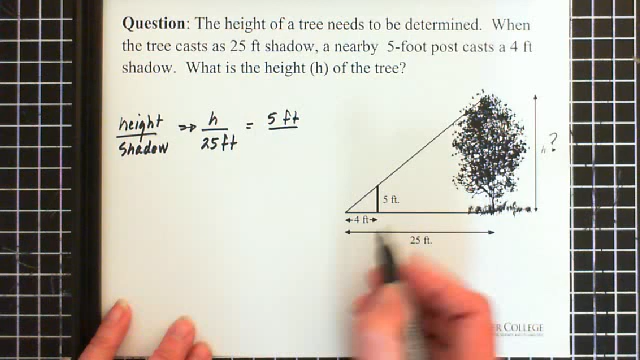 Question: The height of a tree needs to be determined. When
the tree casts as 25 ft shadow, a nearby 5-foot post casts a 4 ft
shadow. What is the height (h) of the tree?
height
shadow
⇒ h
25 ft
= 5 ft
h ?
5 ft.
4 ft
25 ft.
COLLEGE